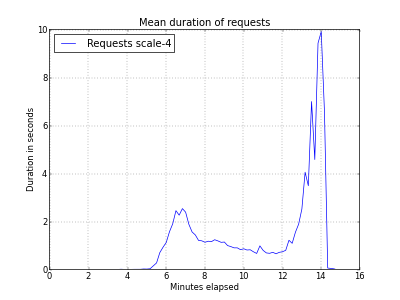 Mean duration of requests
Requests scale-4
Duration in seconds
10
8
6
4
2
0
0 2 4 6 8 10 12 14 16
Minutes elapsed